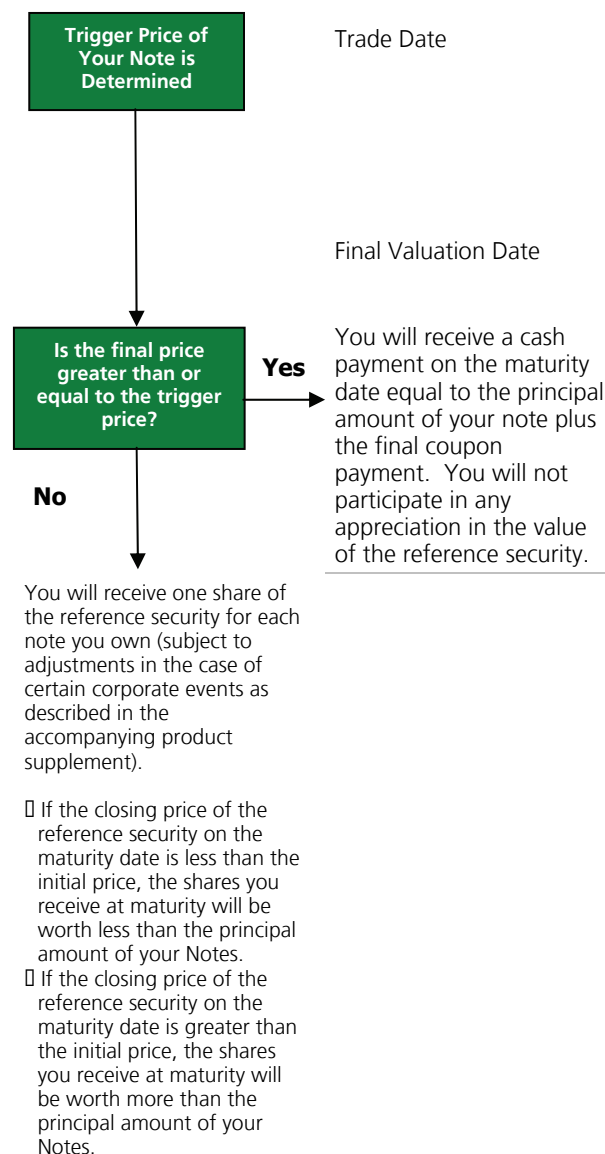 Trigger Price of
Your Note is
Determined
Trade Date
Final Valuation Date
Is the final price
greater than or
equal to the trigger
price?
Yes
You will receive a cash
payment on the maturity
date equal to the principal
amount of your note plus
the final coupon
payment.  You will not
participate in any
appreciation in the value
of the reference security.
No
You will receive one share of
the reference security for each
note you own (subject to
adjustments in the case of
certain corporate events as
described in the
accompanying product
supplement).
▯ If the closing price of the
reference security on the
maturity date is less than the
initial price, the shares you
receive at maturity will be
worth less than the principal
amount of your Notes.
▯ If the closing price of the
reference security on the
maturity date is greater than
the initial price, the shares
you receive at maturity will
be worth more than the
principal amount of your
Notes.